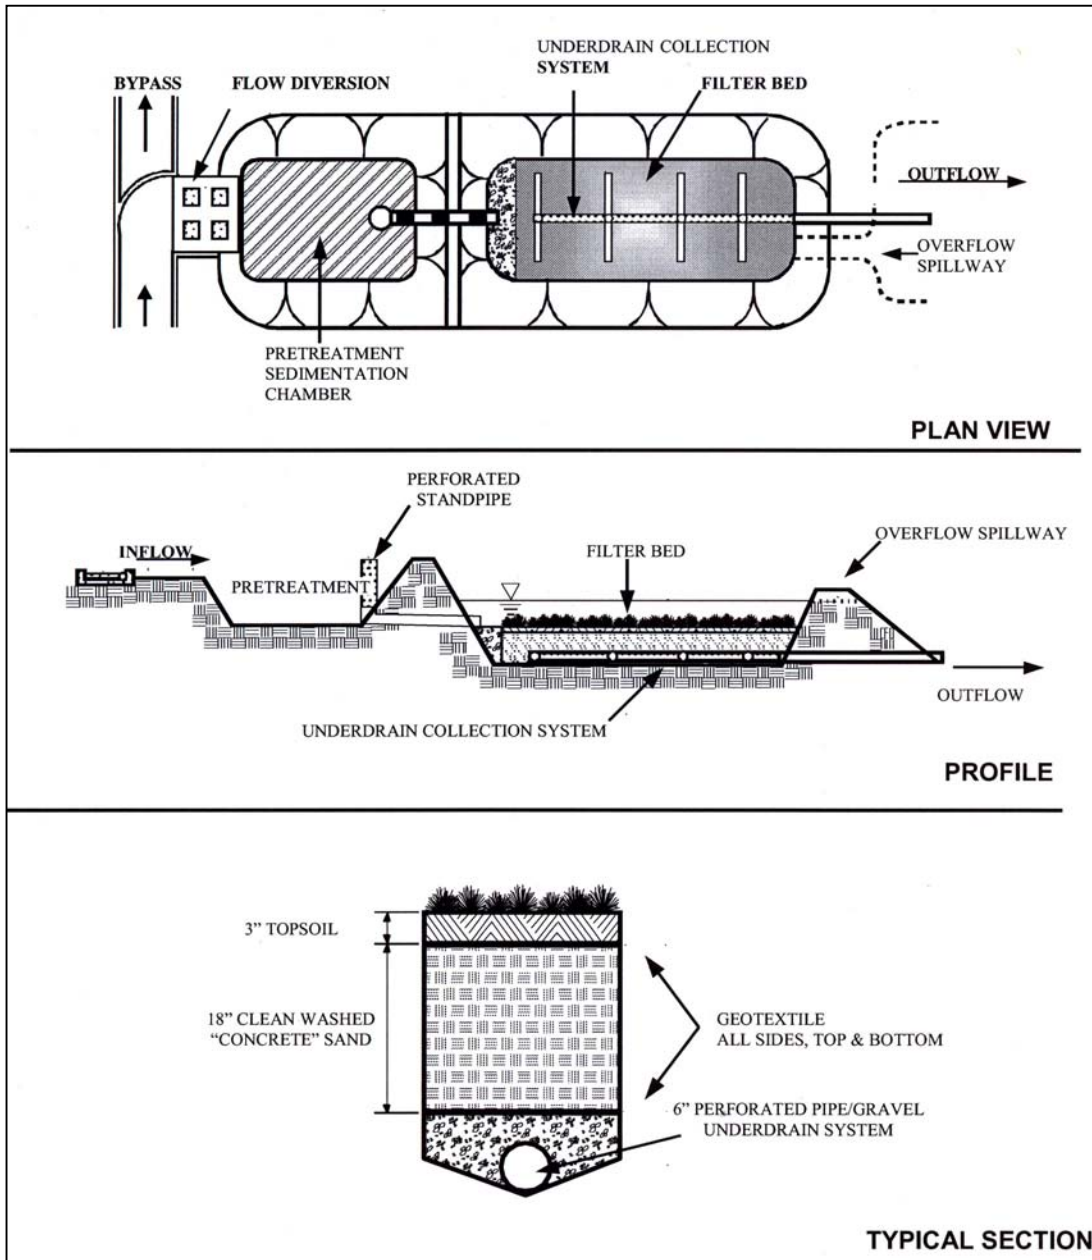 UNDERDRAIN COLLECTION
SYSTEM
BYPASS
FLOW DIVERSION
FILTER BED
OUTFLOW
OVERFLOW
SPILLWAY
PRETREATMENT
SEDIMENTATION
CHAMBER
PLAN VIEW
PERFORATED
STANDPIPE
INFLOW
PRETREATMENT
FILTER BED
OVERFLOW SPILLWAY
OUTFLOW
UNDERDRAIN COLLECTION SYSTEM
PROFILE
3” TOPSOIL
18” CLEAN WASHED
“CONCRETE” SAND
GEOTEXTILE
ALL SIDES, TOP & BOTTOM
6” PERFORATED PIPE/GRAVEL
UNDERDRAIN SYSTEM
TYPICAL SECTION